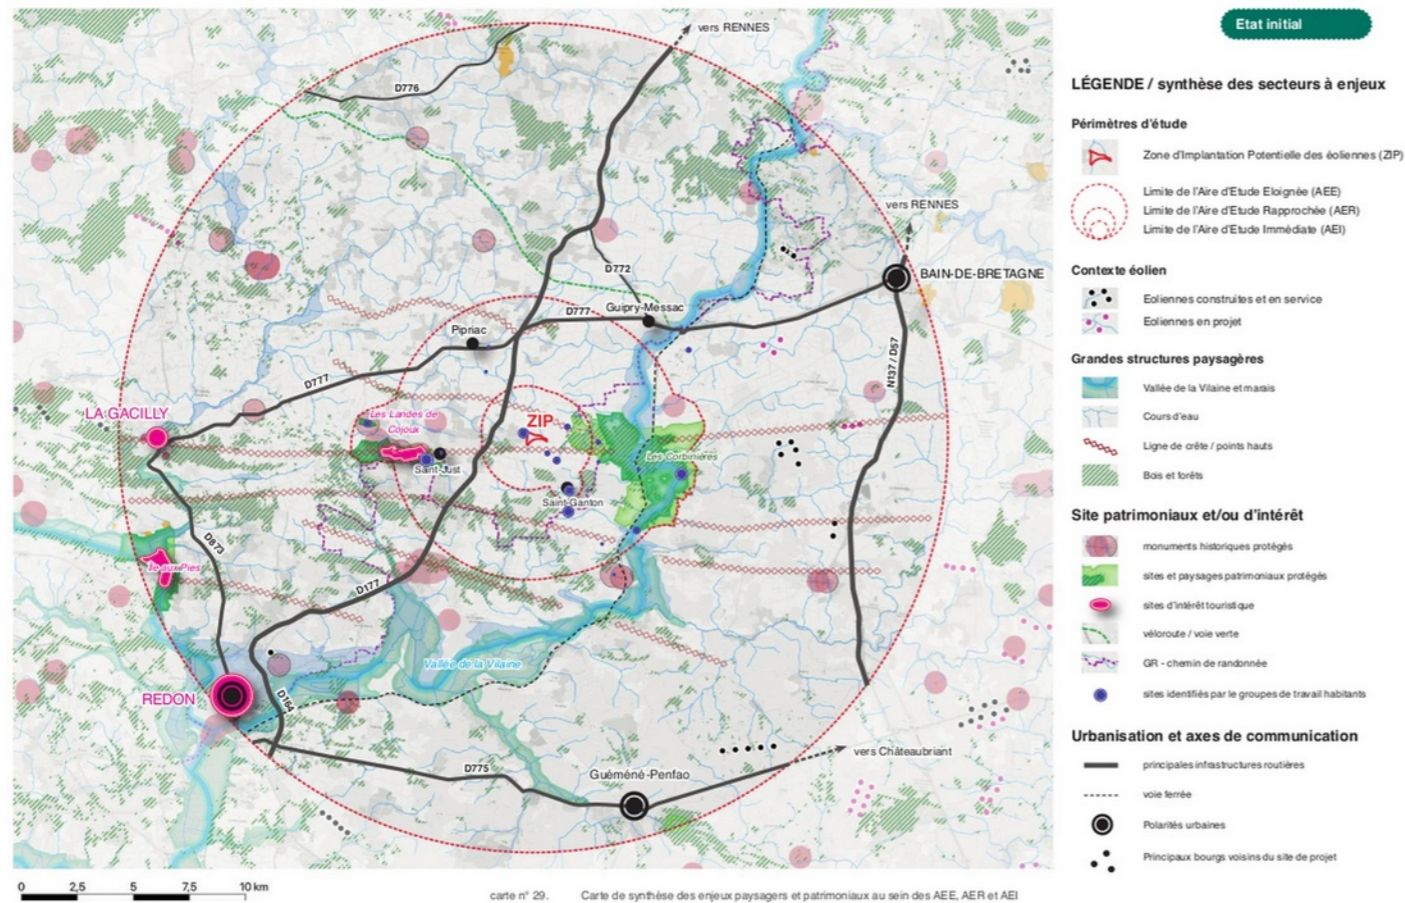 Etat initial
vers RENNES
D776
vers RENNES
BAIN-DE-BRETAGNE
D772
Guipry-Messac
D777
Pipriac
D777
N137 / D57
LA GACILLY
Les Landes de
Cojoux
ZIP
Saint-Just
Les Corbinières
Saint-Ganton
D873
Ile aux Pies
D177
Vallée de la Vilaine
REDON
D164
vers Châteaubriant
D775
Guéméné-Penfao
LÉGENDE / synthèse des secteurs à enjeux
Périmètres d'étude
Zone d'Implantation Potentielle des éoliennes (ZIP)
Limite de l'Aire d'Etude Eloignée (AEE)
Limite de l'Aire d'Etude Rapprochée (AER)
Limite de l'Aire d'Etude Immédiate (AEI)
Contexte éolien
Eoliennes construites et en service
Eoliennes en projet
Grandes structures paysagères
Vallée de la Vilaine et marais
Cours d'eau
Ligne de crête / points hauts
Bois et forêts
Site patrimoniaux et/ou d'intérêt
monuments historiques protégés
sites et paysages patrimoniaux protégés
sites d'intérêt touristique
véloroute / voie verte
GR - chemin de randonnée
sites identifiés par le groupes de travail habitants
Urbanisation et axes de communication
principales infrastructures routières
voie ferrée
Polarités urbaines
Principaux bourgs voisins du site de projet
0 2,5 5 7,5 10 km
carte n° 29. Carte de synthèse des enjeux paysagers et patrimoniaux au sein des AEE, AER et AEI